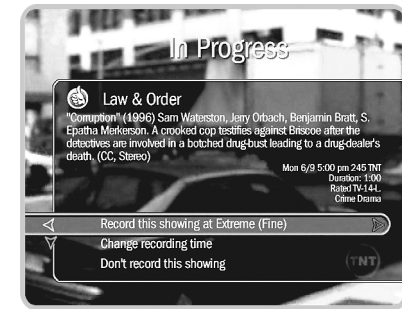 In Progress
Law & Order
"Corruption" (1996) Sam Waterston, Jerry Orbach, Benjamin Bratt, S.
Epatha Merkerson. A crooked cop testifies against Briscoe after the
detectives are involved in a botched drug-bust leading to a drug-dealer's
death. (CC, Stereo)
Mon 6/9 5:00 pm 245 TNT
Duration: 1:00
Rated TV-14-L.
Crime Drama
Record this showing at Extreme (Fine)
Change recording time
Don't record this showing
TNT